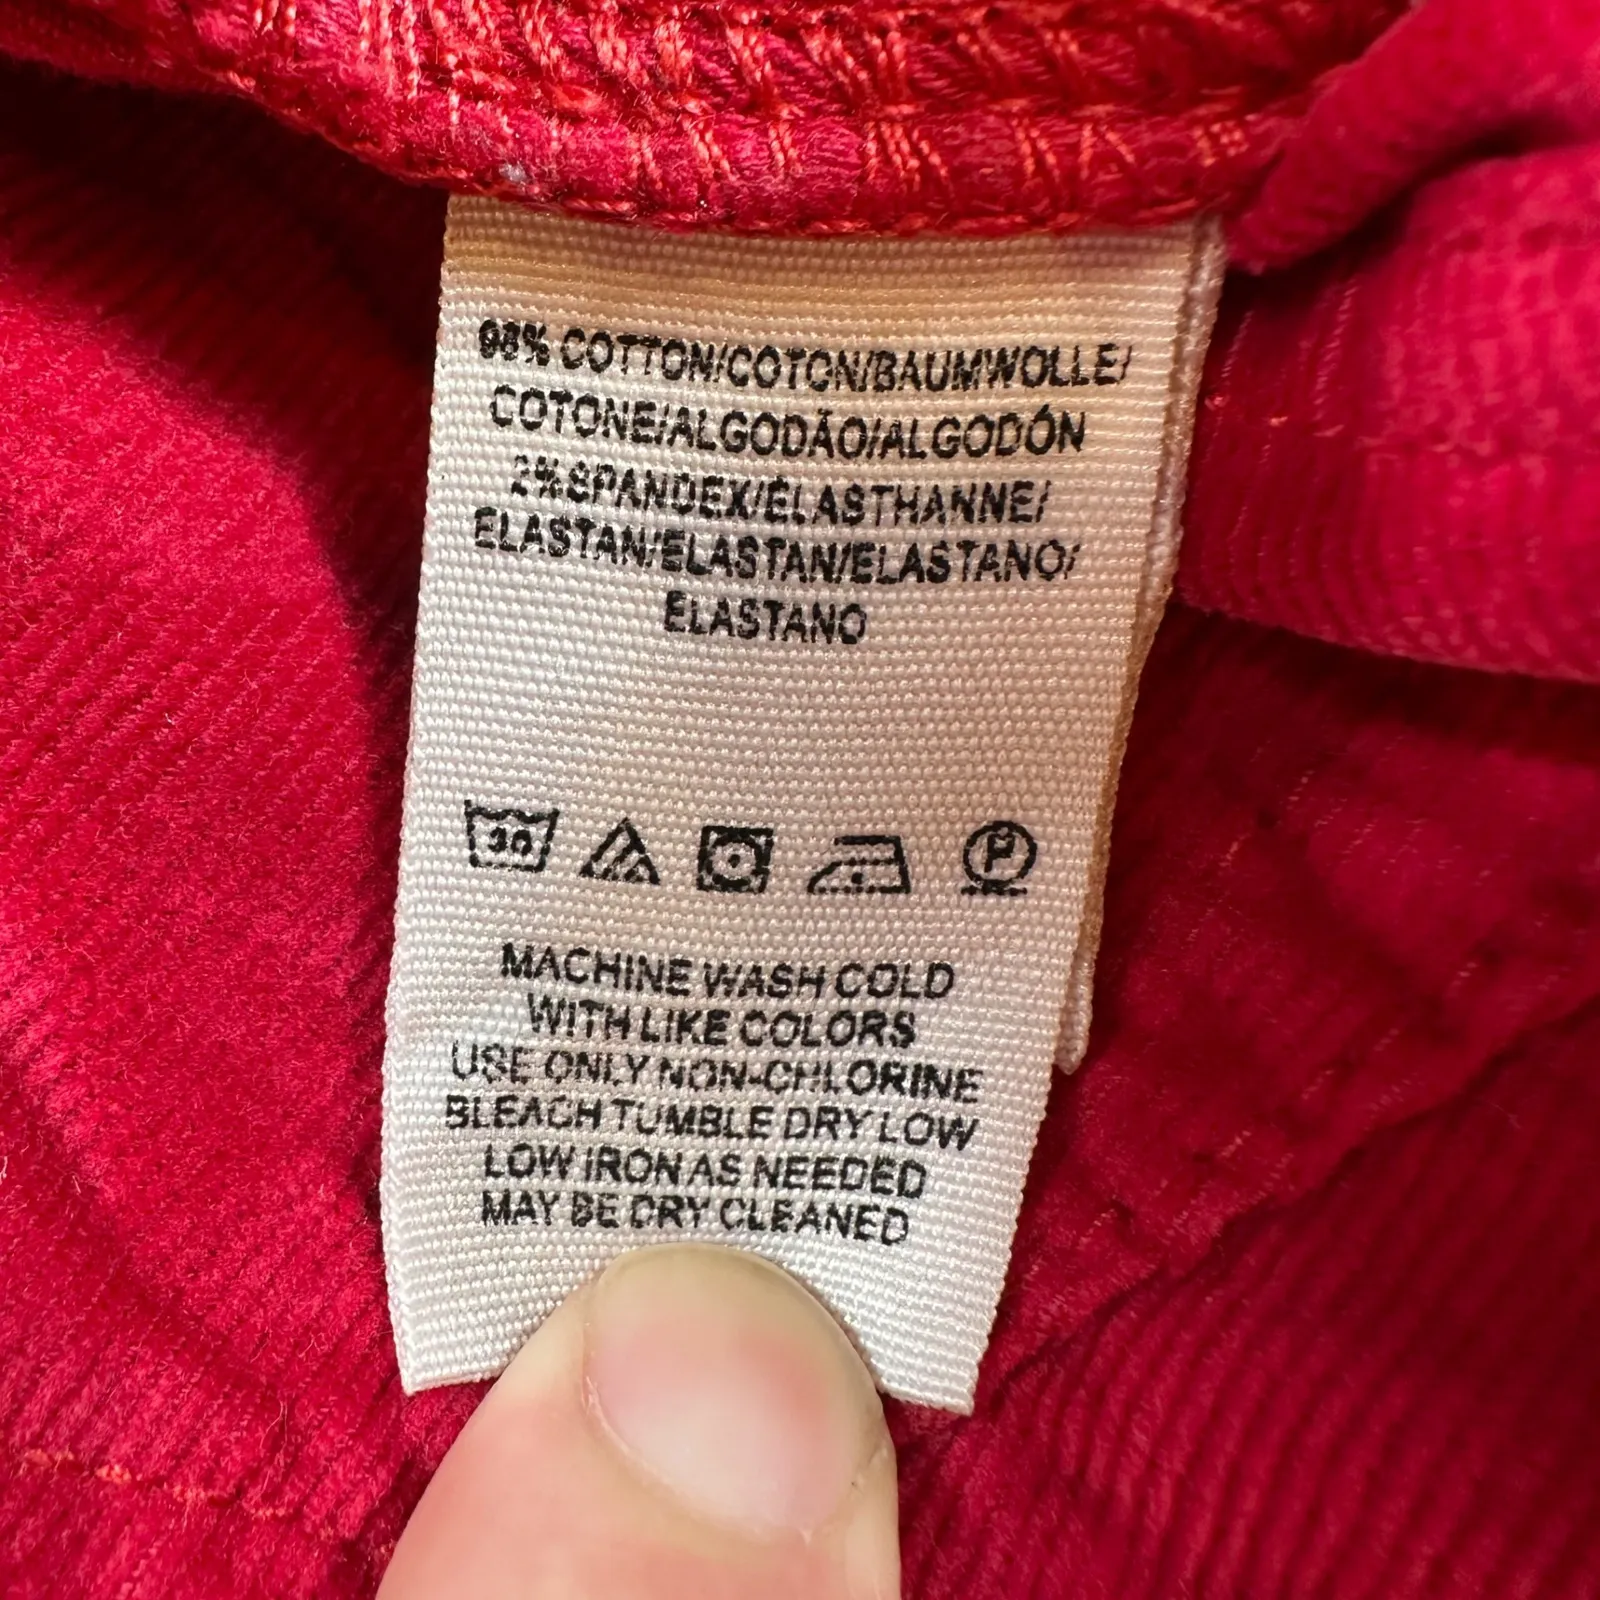 98% COTTON/COTON/BAUMWOLLE/
COTONE/ALGODÃO/ALGODÓN
2% SPANDEX/ÉLASTHANNE/
ELASTAN/ELASTAN/ELASTANO/
ELASTANO
30
P
MACHINE WASH COLD
WITH LIKE COLORS
USE ONLY NON-CHLORINE
BLEACH TUMBLE DRY LOW
LOW IRON AS NEEDED
MAY BE DRY CLEANED